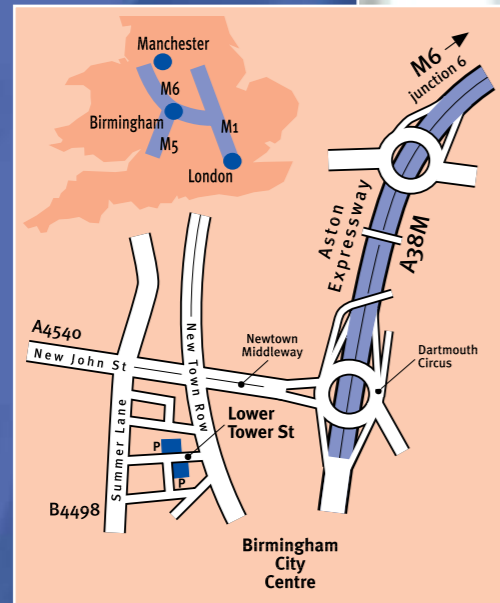 Manchester
M6
Birmingham
M5
M1
London
M6
junction 6
Aston
Expressway
A38M
A4540
New John St
New Town Row
Newtown
Middleway
Dartmouth
Circus
Summer Lane
Lower
Tower St
P
P
B4498
Birmingham
City
Centre